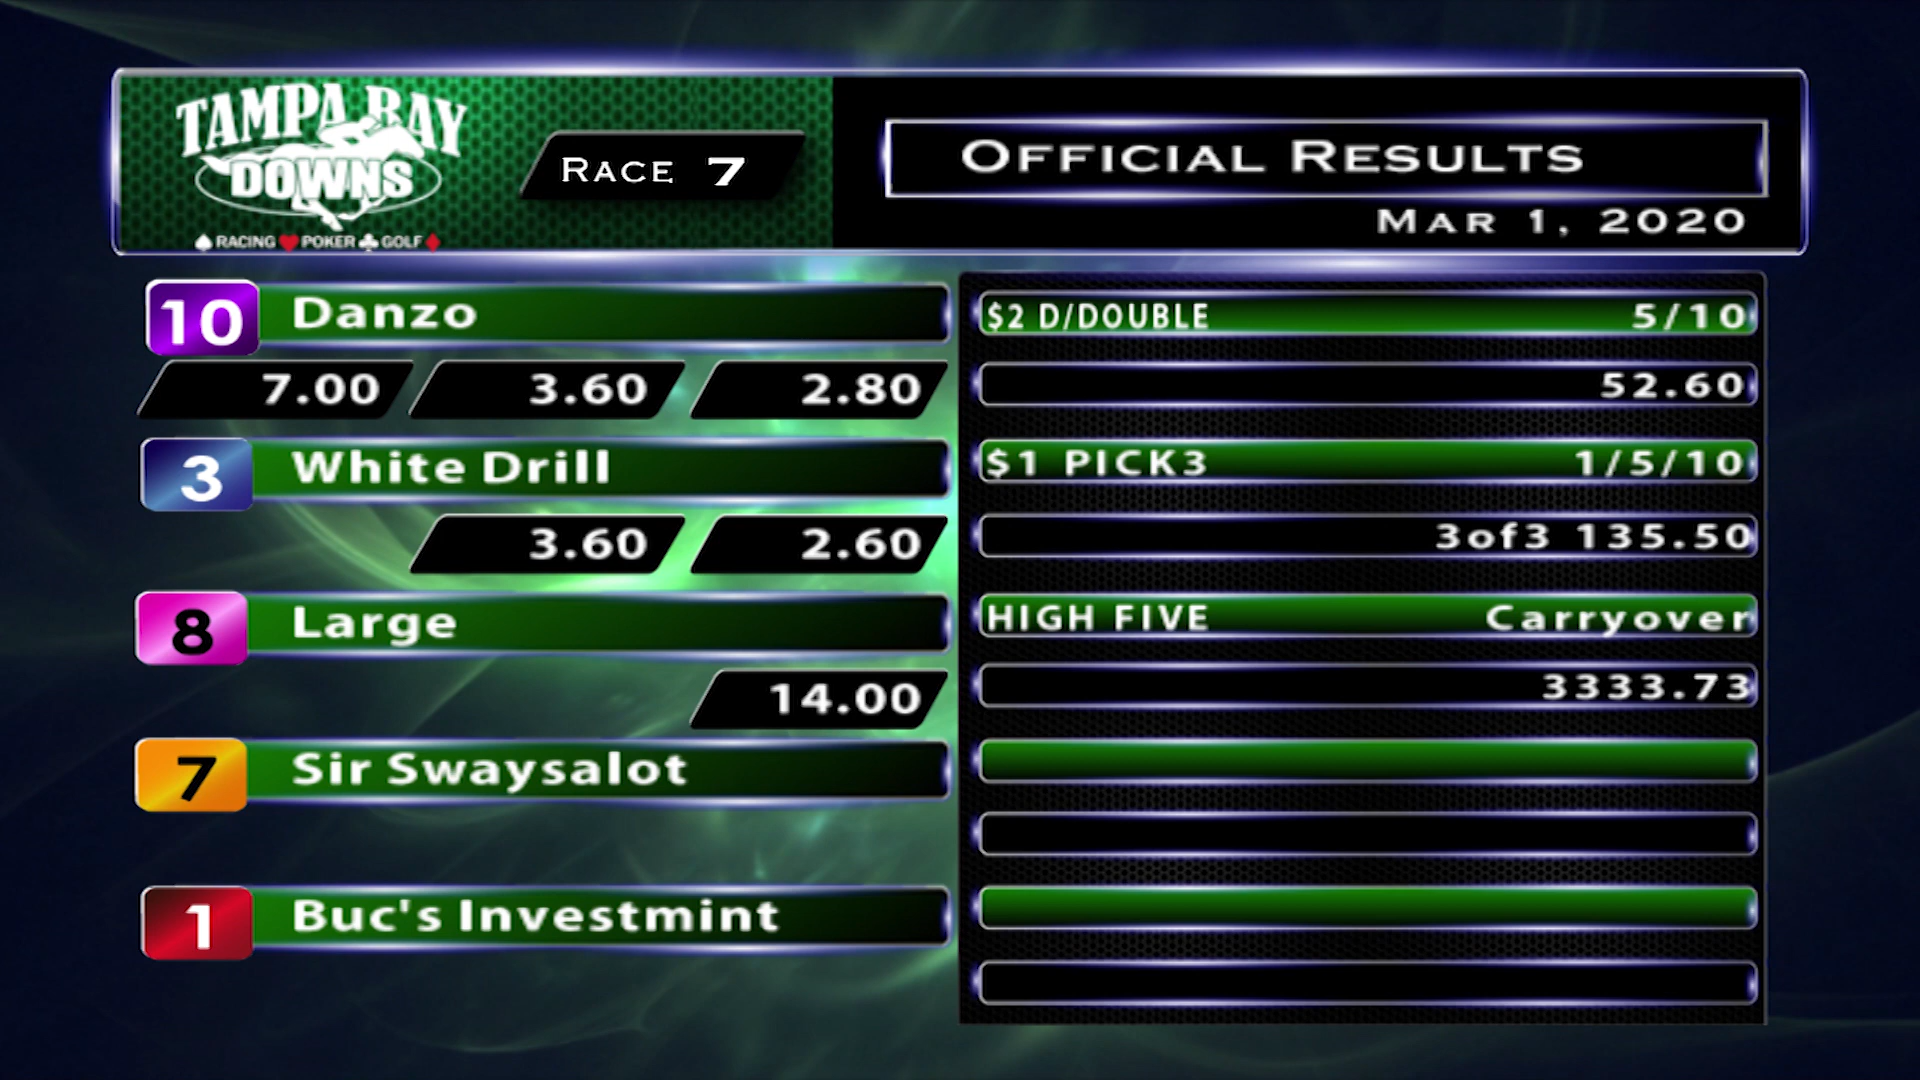 TAMPA BAY
DOWNS
RACING POKER GOLF
RACE 7
OFFICIAL RESULTS
MAR 1, 2020
10 Danzo
7.00 3.60 2.80
3 White Drill
3.60 2.60
8 Large
14.00
7 Sir Swaysalot
1 Buc's Investmint
$2 D/DOUBLE 5/10
52.60
$1 PICK3 1/5/10
3of3 135.50
HIGH FIVE Carryover
3333.73